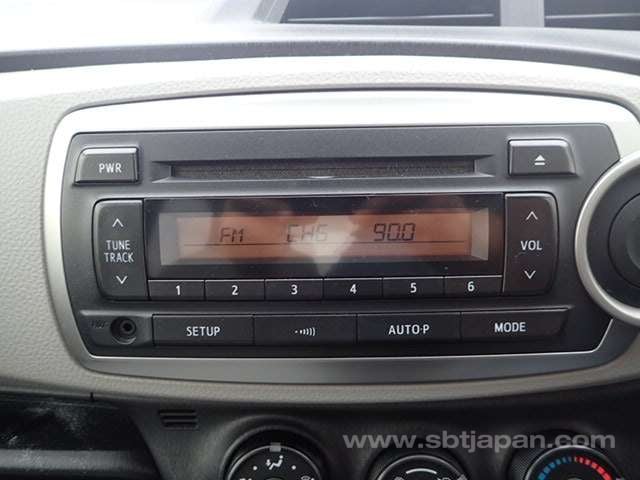 PWR
FM CH6 90.0
TUNE
TRACK
VOL
1 2 3 4 5 6
AUX SETUP AUTO·P MODE
www.sbtjapan.com